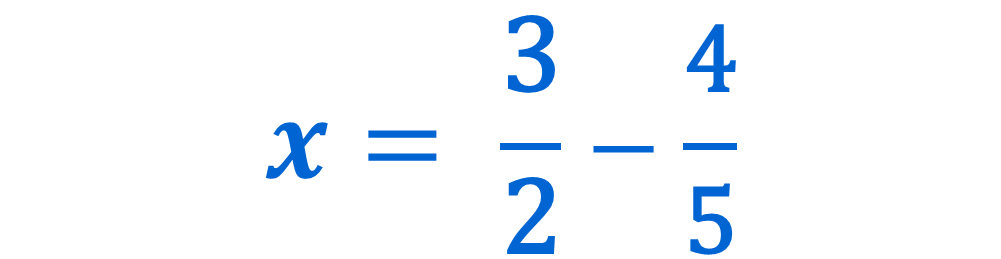 x = 3/2 − 4/5